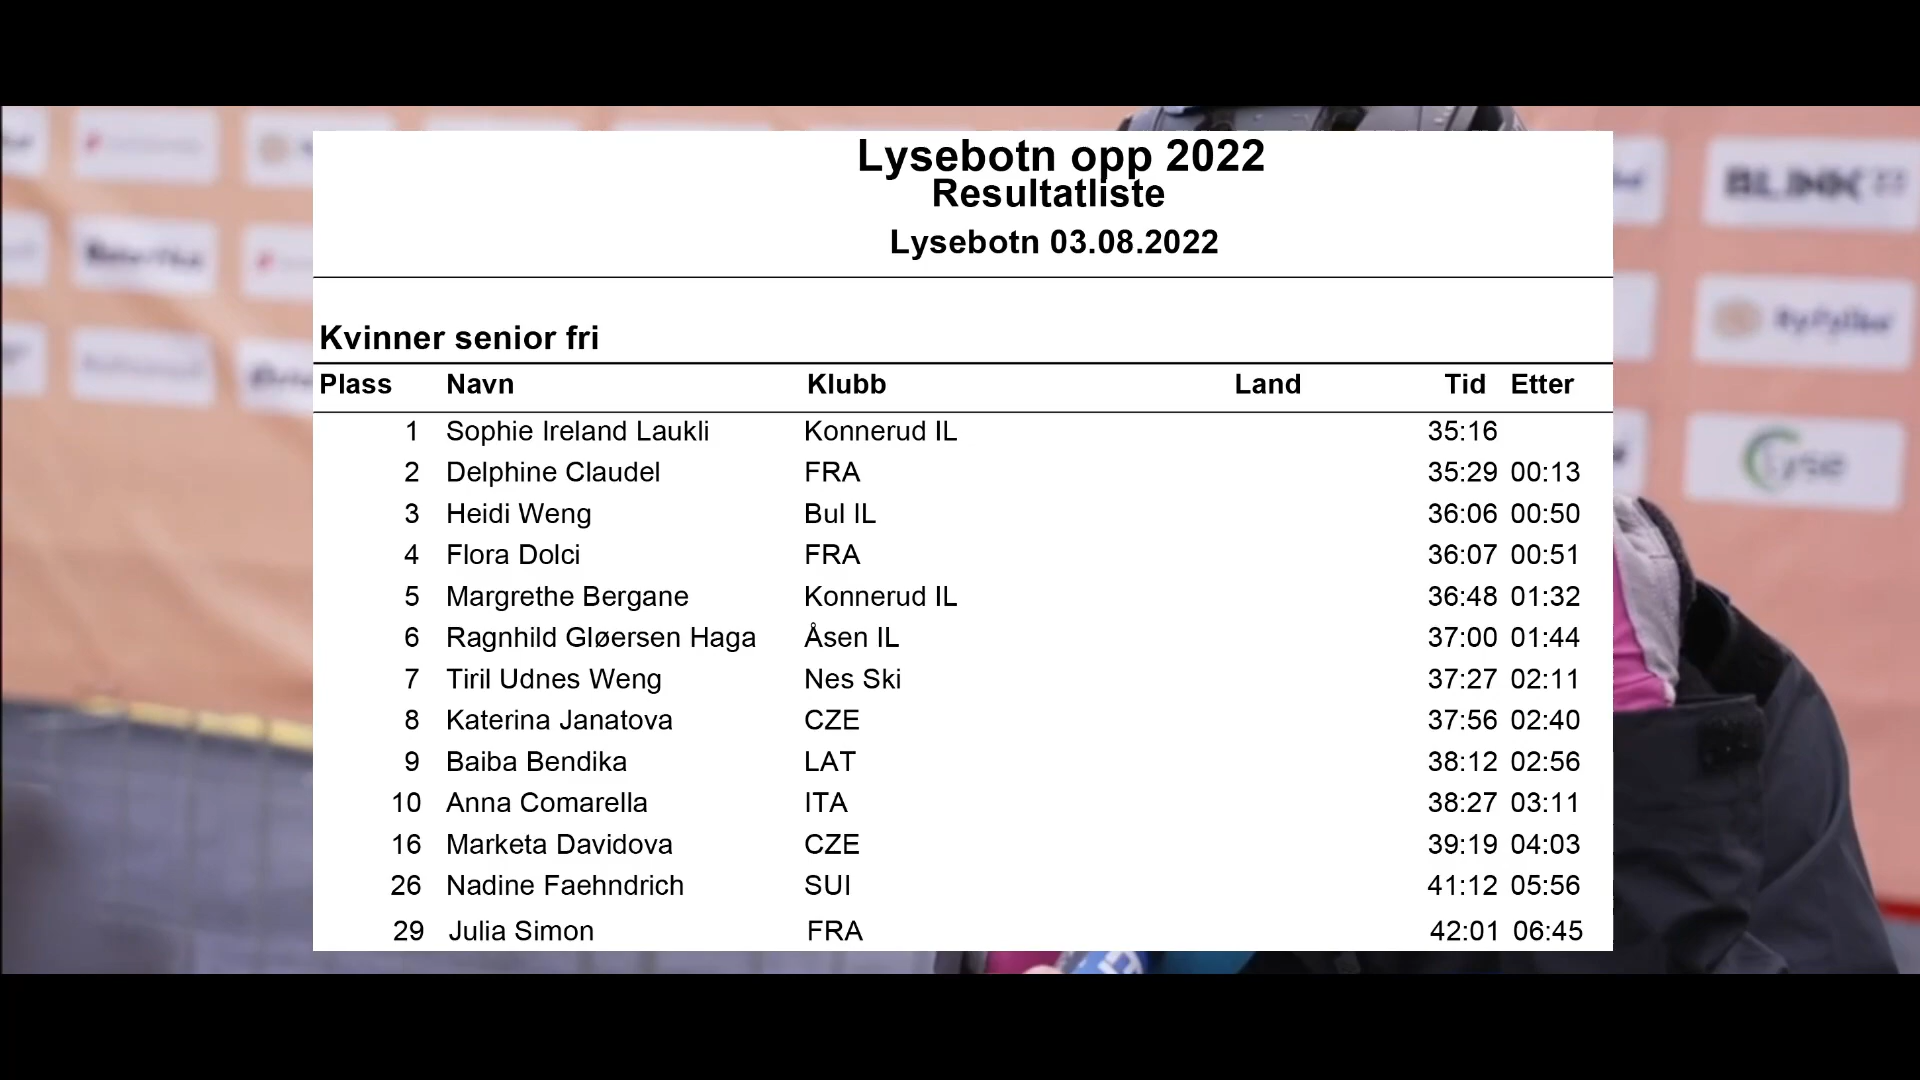 Lysebotn opp 2022
Resultatliste
Lysebotn 03.08.2022
Kvinner senior fri
Plass Navn Klubb Land Tid Etter
1 Sophie Ireland Laukli Konnerud IL 35:16
2 Delphine Claudel FRA 35:29 00:13
3 Heidi Weng Bul IL 36:06 00:50
4 Flora Dolci FRA 36:07 00:51
5 Margrethe Bergane Konnerud IL 36:48 01:32
6 Ragnhild Gløersen Haga Åsen IL 37:00 01:44
7 Tiril Udnes Weng Nes Ski 37:27 02:11
8 Katerina Janatova CZE 37:56 02:40
9 Baiba Bendika LAT 38:12 02:56
10 Anna Comarella ITA 38:27 03:11
16 Marketa Davidova CZE 39:19 04:03
26 Nadine Faehndrich SUI 41:12 05:56
29 Julia Simon FRA 42:01 06:45
BLINK
Ryfylke
Lyse